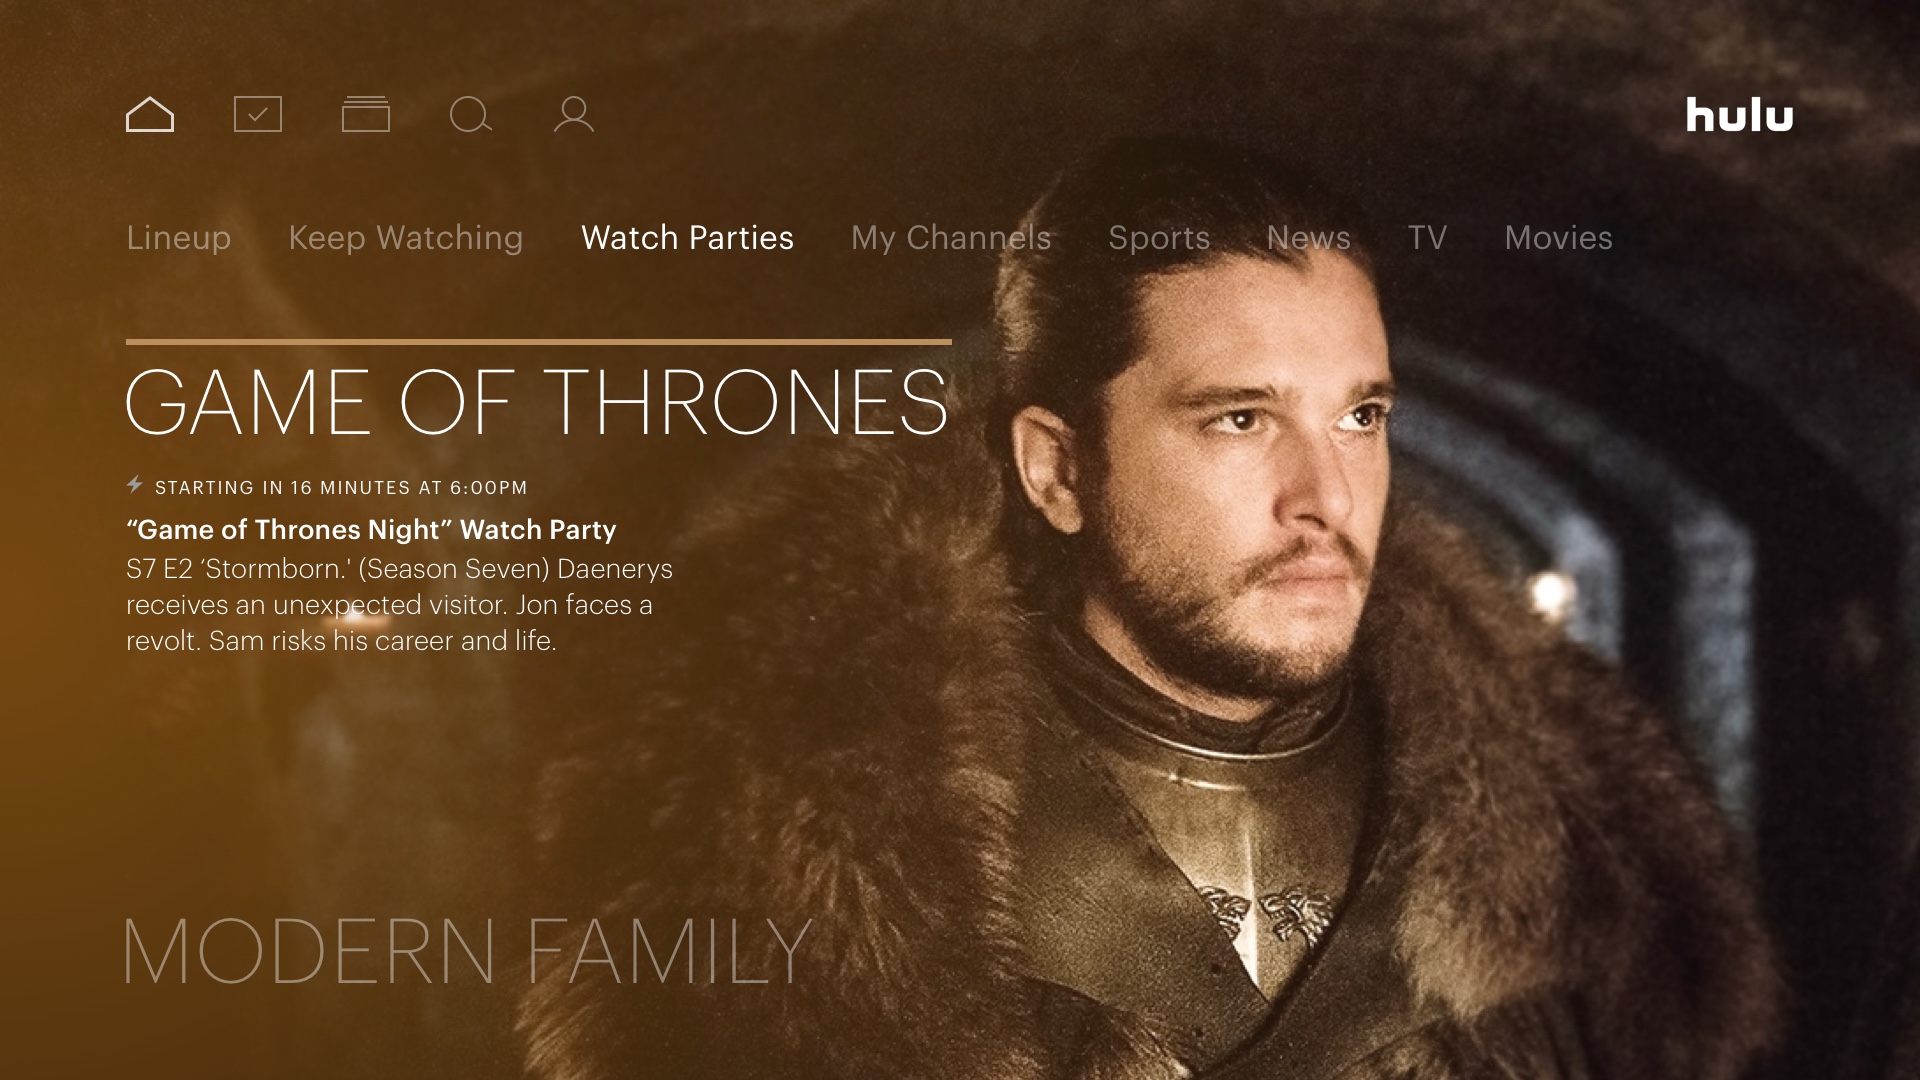 hulu
Lineup Keep Watching Watch Parties My Channels Sports News TV Movies
GAME OF THRONES
STARTING IN 16 MINUTES AT 6:00PM
“Game of Thrones Night” Watch Party
S7 E2 ‘Stormborn.' (Season Seven) Daenerys
receives an unexpected visitor. Jon faces a
revolt. Sam risks his career and life.
MODERN FAMILY